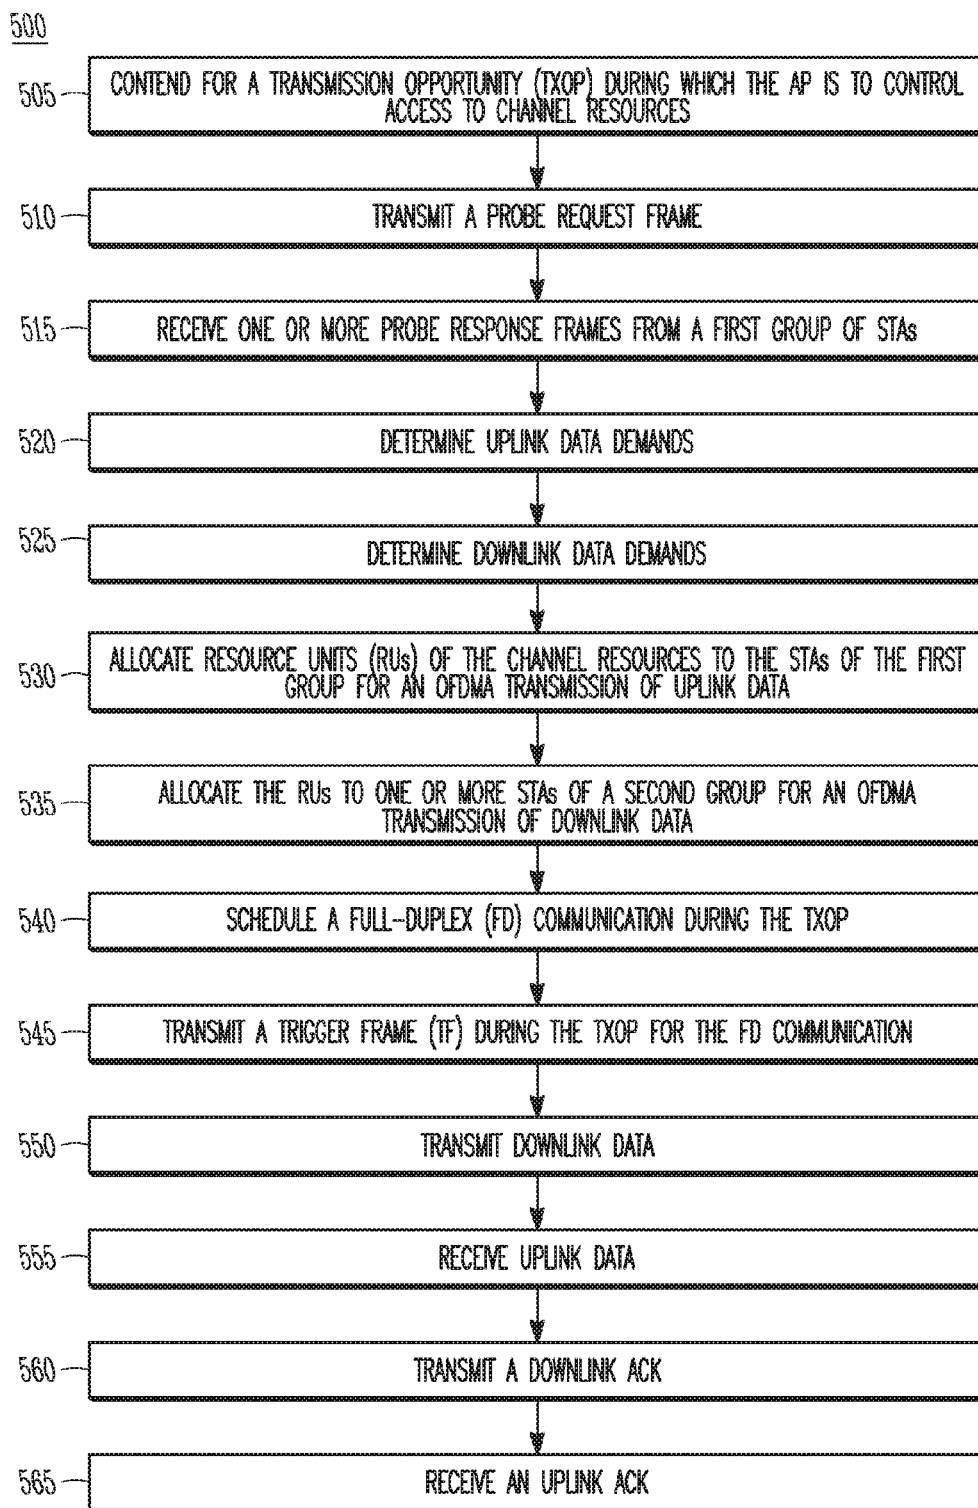 500
505
CONTEND FOR A TRANSMISSION OPPORTUNITY (TXOP) DURING WHICH THE AP IS TO CONTROL
ACCESS TO CHANNEL RESOURCES
510
TRANSMIT A PROBE REQUEST FRAME
515
RECEIVE ONE OR MORE PROBE RESPONSE FRAMES FROM A FIRST GROUP OF STAs
520
DETERMINE UPLINK DATA DEMANDS
525
DETERMINE DOWNLINK DATA DEMANDS
530
ALLOCATE RESOURCE UNITS (RUs) OF THE CHANNEL RESOURCES TO THE STAs OF THE FIRST
GROUP FOR AN OFDMA TRANSMISSION OF UPLINK DATA
535
ALLOCATE THE RUs TO ONE OR MORE STAs OF A SECOND GROUP FOR AN OFDMA
TRANSMISSION OF DOWNLINK DATA
540
SCHEDULE A FULL-DUPLEX (FD) COMMUNICATION DURING THE TXOP
545
TRANSMIT A TRIGGER FRAME (TF) DURING THE TXOP FOR THE FD COMMUNICATION
550
TRANSMIT DOWNLINK DATA
555
RECEIVE UPLINK DATA
560
TRANSMIT A DOWNLINK ACK
565
RECEIVE AN UPLINK ACK